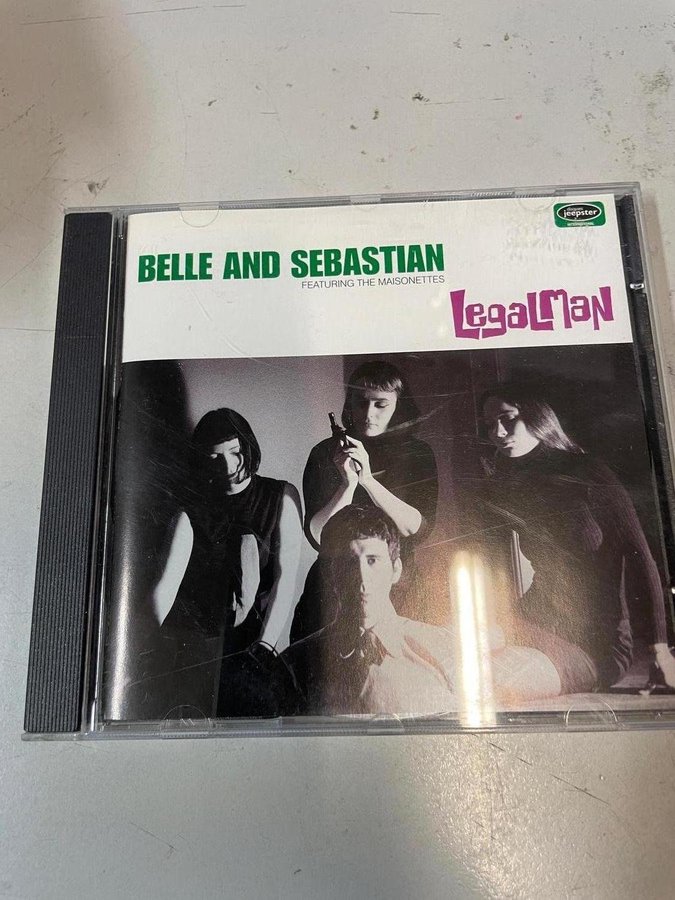 BELLE AND SEBASTIAN
FEATURING THE MAISONETTES
LegaLMaN
jeepster